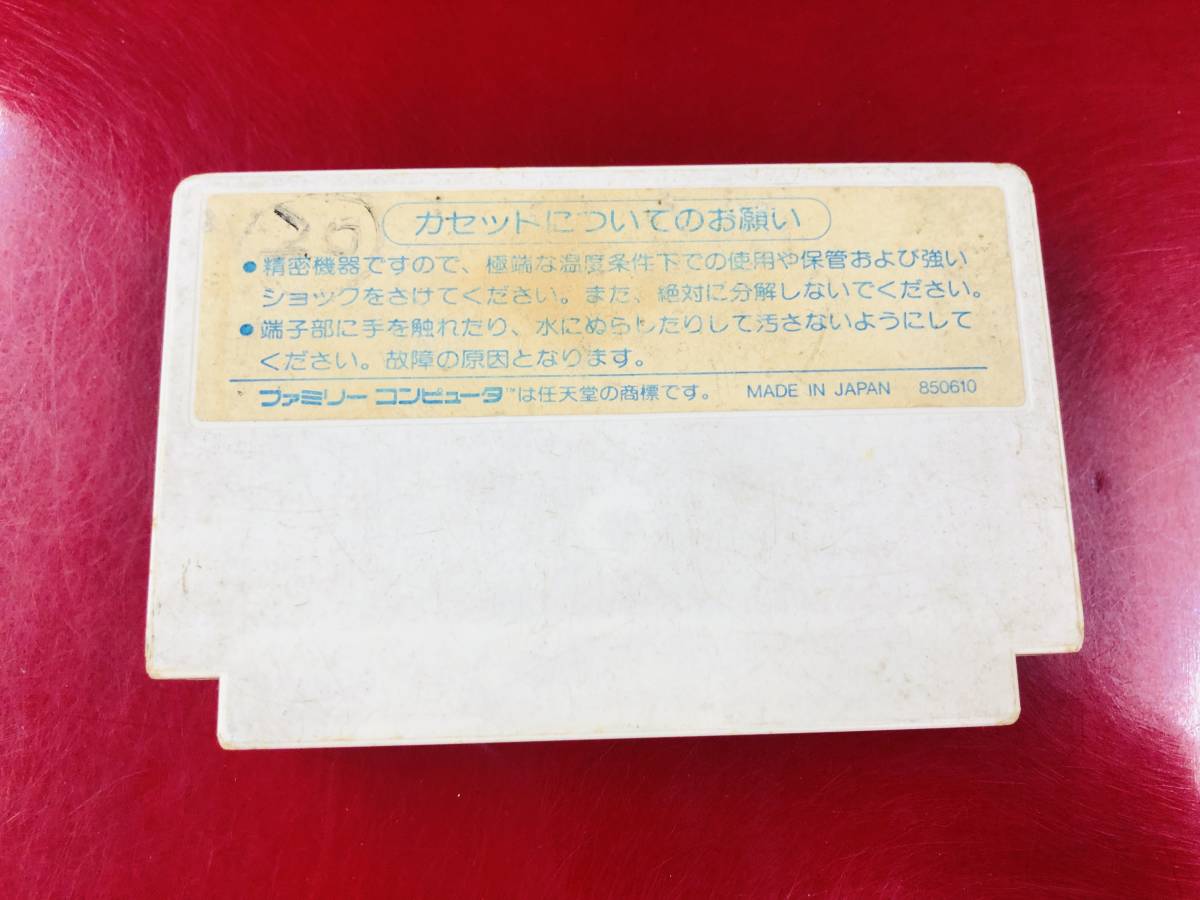 カセットについてのお願い
●精密機器ですので、極端な温度条件下での使用や保管および強い
ショックをさけてください。また、絶対に分解しないでください。
●端子部に手を触れたり、水にぬらしたりして汚さないようにして
ください。故障の原因となります。
ファミリーコンピュータ™は任天堂の商標です。 MADE IN JAPAN 850610